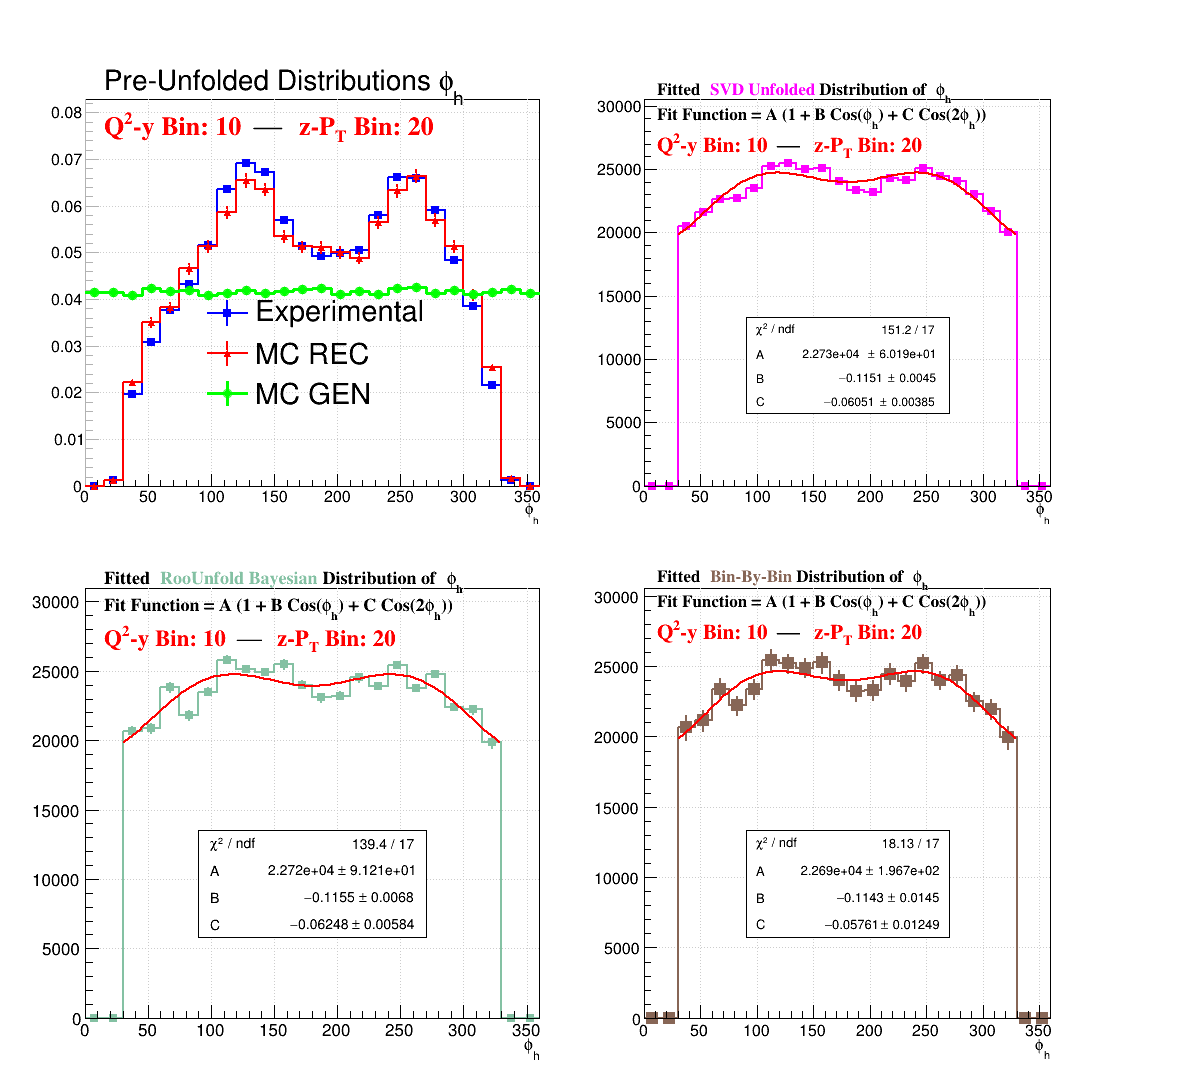 Pre-Unfolded Distributions ϕh
Q²-y Bin: 10 — z-PT Bin: 20
0.08
0.07
0.06
0.05
0.04
0.03
0.02
0.01
0
Experimental
MC REC
MC GEN
0 50 100 150 200 250 300 350
ϕh
Fitted SVD Unfolded Distribution of ϕh
Fit Function = A (1 + B Cos(ϕh) + C Cos(2ϕh))
Q²-y Bin: 10 — z-PT Bin: 20
30000
25000
20000
15000
10000
5000
0
χ² / ndf 151.2 / 17
A 2.273e+04 ± 6.019e+01
B −0.1151 ± 0.0045
C −0.06051 ± 0.00385
0 50 100 150 200 250 300 350
ϕh
Fitted RooUnfold Bayesian Distribution of ϕh
Fit Function = A (1 + B Cos(ϕh) + C Cos(2ϕh))
Q²-y Bin: 10 — z-PT Bin: 20
30000
25000
20000
15000
10000
5000
0
χ² / ndf 139.4 / 17
A 2.272e+04 ± 9.121e+01
B −0.1155 ± 0.0068
C −0.06248 ± 0.00584
0 50 100 150 200 250 300 350
ϕh
Fitted Bin-By-Bin Distribution of ϕh
Fit Function = A (1 + B Cos(ϕh) + C Cos(2ϕh))
Q²-y Bin: 10 — z-PT Bin: 20
30000
25000
20000
15000
10000
5000
0
χ² / ndf 18.13 / 17
A 2.269e+04 ± 1.967e+02
B −0.1143 ± 0.0145
C −0.05761 ± 0.01249
0 50 100 150 200 250 300 350
ϕh